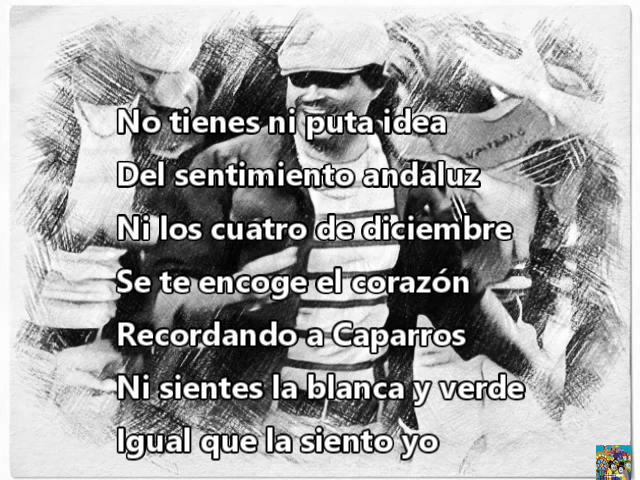 No tienes ni puta idea
Del sentimiento andaluz
Ni los cuatro de diciembre
Se te encoge el corazón
Recordando a Caparros
Ni sientes la blanca y verde
Igual que la siento yo